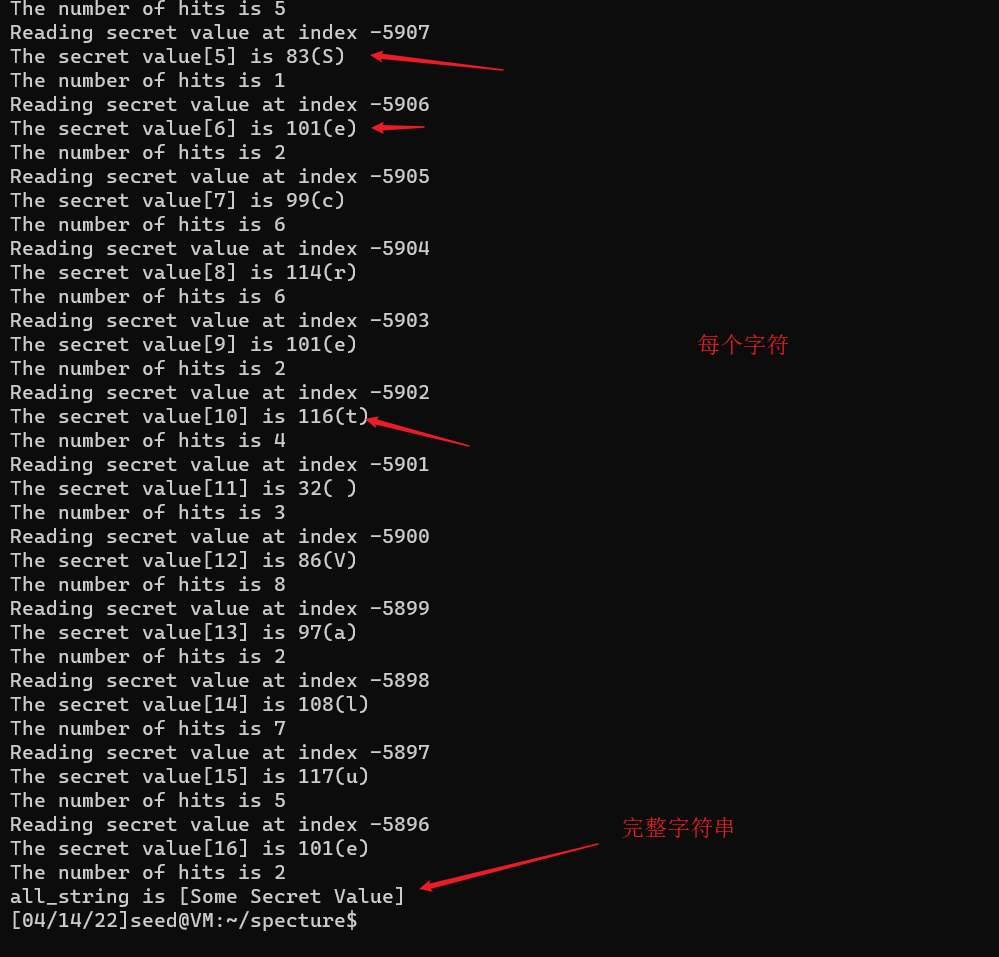 The number of hits is 5
Reading secret value at index -5907
The secret value[5] is 83(S)
The number of hits is 1
Reading secret value at index -5906
The secret value[6] is 101(e)
The number of hits is 2
Reading secret value at index -5905
The secret value[7] is 99(c)
The number of hits is 6
Reading secret value at index -5904
The secret value[8] is 114(r)
The number of hits is 6
Reading secret value at index -5903
The secret value[9] is 101(e)
每个字符
The number of hits is 2
Reading secret value at index -5902
The secret value[10] is 116(t)
The number of hits is 4
Reading secret value at index -5901
The secret value[11] is 32( )
The number of hits is 3
Reading secret value at index -5900
The secret value[12] is 86(V)
The number of hits is 8
Reading secret value at index -5899
The secret value[13] is 97(a)
The number of hits is 2
Reading secret value at index -5898
The secret value[14] is 108(l)
The number of hits is 7
Reading secret value at index -5897
The secret value[15] is 117(u)
The number of hits is 5
Reading secret value at index -5896
完整字符串
The secret value[16] is 101(e)
The number of hits is 2
all_string is [Some Secret Value]
[04/14/22]seed@VM:~/specture$